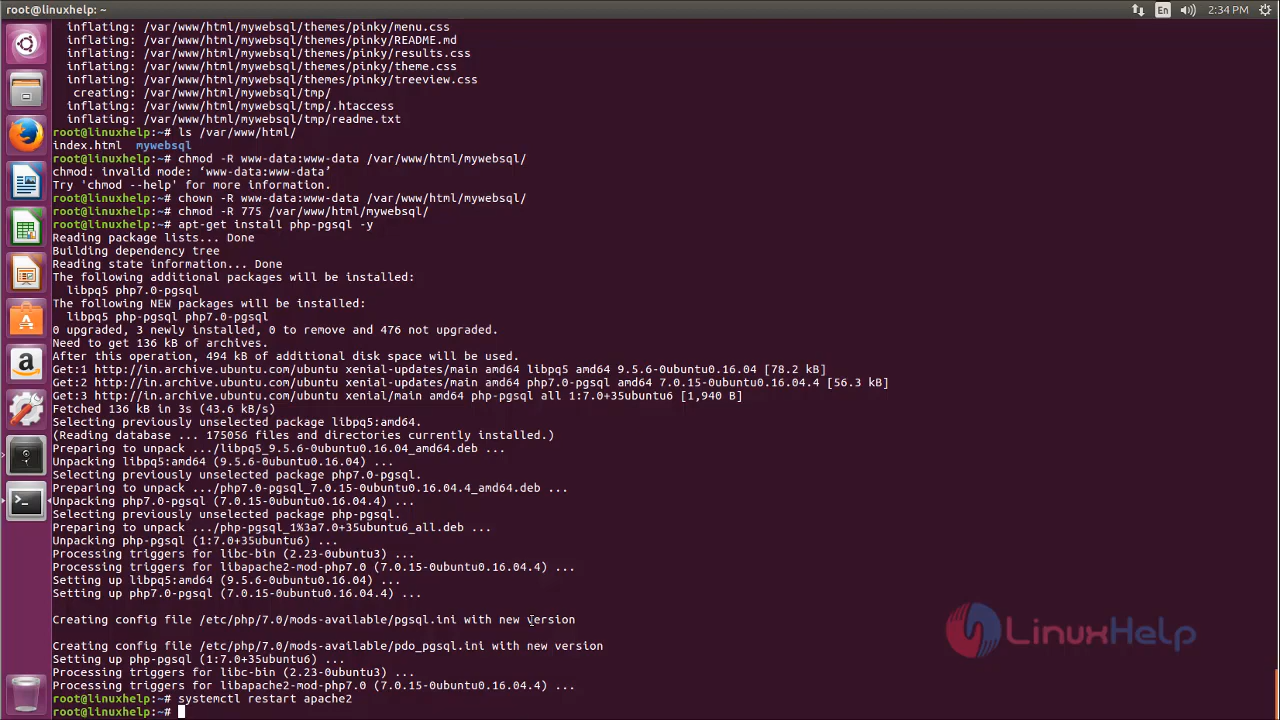 root@linuxhelp
En
2:34 PM
inflating: /var/www/html/mywebsql/themes/pinky/menu.css
inflating: /var/www/html/mywebsql/themes/pinky/README.md
inflating: /var/www/html/mywebsql/themes/pinky/results.css
inflating: /var/www/html/mywebsql/themes/pinky/theme.css
inflating: /var/www/html/mywebsql/themes/pinky/treeview.css
creating: /var/www/html/mywebsql/tmp/
inflating: /var/www/html/mywebsql/tmp/.htaccess
inflating: /var/www/html/mywebsql/tmp/readme.txt
root@linuxhelp:~# ls /var/www/html/
index.html  mywebsql
root@linuxhelp:~# chmod -R www-data:www-data /var/www/html/mywebsql/
chmod: invalid mode: ‘www-data:www-data’
Try 'chmod --help' for more information.
root@linuxhelp:~# chown -R www-data:www-data /var/www/html/mywebsql/
root@linuxhelp:~# chmod -R 775 /var/www/html/mywebsql/
root@linuxhelp:~# apt-get install php-pgsql -y
Reading package lists... Done
Building dependency tree
Reading state information... Done
The following additional packages will be installed:
libpq5 php7.0-pgsql
The following NEW packages will be installed:
libpq5 php-pgsql php7.0-pgsql
0 upgraded, 3 newly installed, 0 to remove and 476 not upgraded.
Need to get 136 kB of archives.
After this operation, 494 kB of additional disk space will be used.
Get:1 http://in.archive.ubuntu.com/ubuntu xenial-updates/main amd64 libpq5 amd64 9.5.6-0ubuntu0.16.04 [78.2 kB]
Get:2 http://in.archive.ubuntu.com/ubuntu xenial-updates/main amd64 php7.0-pgsql amd64 7.0.15-0ubuntu0.16.04.4 [56.3 kB]
Get:3 http://in.archive.ubuntu.com/ubuntu xenial/main amd64 php-pgsql all 1:7.0+35ubuntu6 [1,940 B]
Fetched 136 kB in 3s (43.6 kB/s)
Selecting previously unselected package libpq5:amd64.
(Reading database ... 175056 files and directories currently installed.)
Preparing to unpack .../libpq5_9.5.6-0ubuntu0.16.04_amd64.deb ...
Unpacking libpq5:amd64 (9.5.6-0ubuntu0.16.04) ...
Selecting previously unselected package php7.0-pgsql.
Preparing to unpack .../php7.0-pgsql_7.0.15-0ubuntu0.16.04.4_amd64.deb ...
Unpacking php7.0-pgsql (7.0.15-0ubuntu0.16.04.4) ...
Selecting previously unselected package php-pgsql.
Preparing to unpack .../php-pgsql_1%3a7.0+35ubuntu6_all.deb ...
Unpacking php-pgsql (1:7.0+35ubuntu6) ...
Processing triggers for libc-bin (2.23-0ubuntu3) ...
Processing triggers for libapache2-mod-php7.0 (7.0.15-0ubuntu0.16.04.4) ...
Setting up libpq5:amd64 (9.5.6-0ubuntu0.16.04) ...
Setting up php7.0-pgsql (7.0.15-0ubuntu0.16.04.4) ...
Creating config file /etc/php/7.0/mods-available/pgsql.ini with new version
Creating config file /etc/php/7.0/mods-available/pdo_pgsql.ini with new version
Setting up php-pgsql (1:7.0+35ubuntu6) ...
Processing triggers for libc-bin (2.23-0ubuntu3) ...
Processing triggers for libapache2-mod-php7.0 (7.0.15-0ubuntu0.16.04.4) ...
root@linuxhelp:~# systemctl restart apache2
root@linuxhelp:~#
LinuxHelp